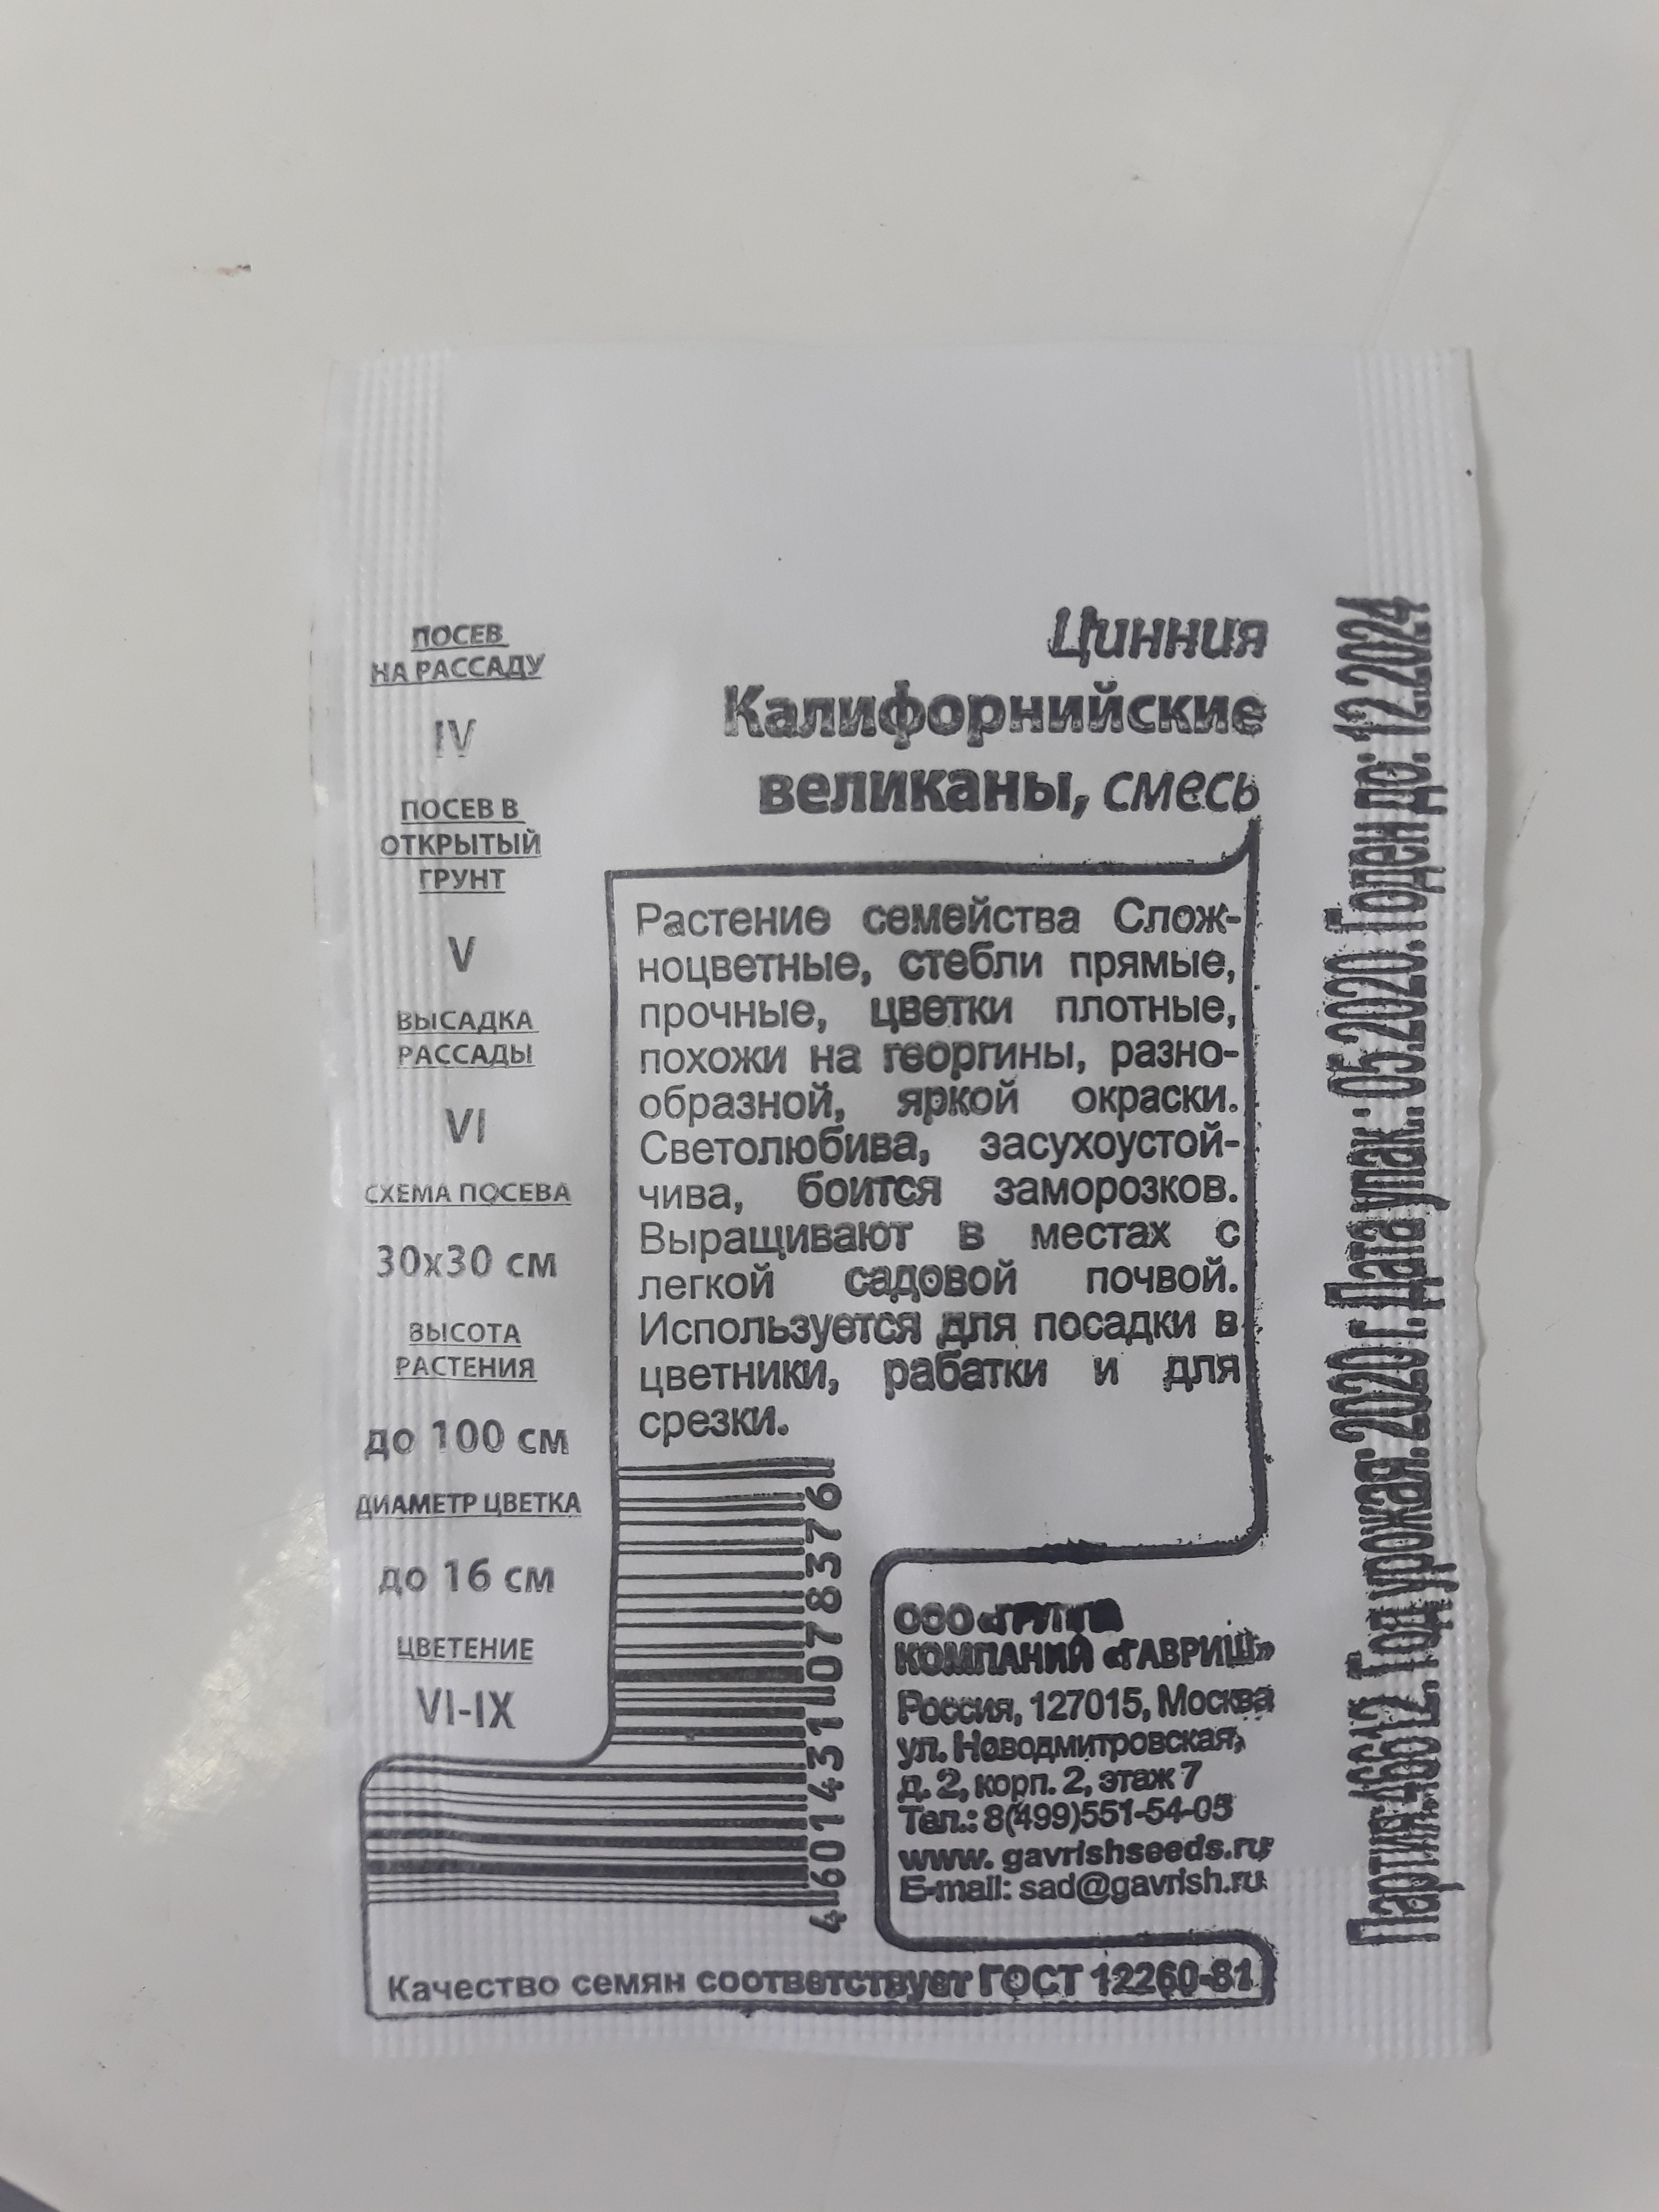 ПОСЕВ
НА РАССАДУ
IV
ПОСЕВ В
ОТКРЫТЫЙ
ГРУНТ
V
ВЫСАДКА
РАССАДЫ
VI
СХЕМА ПОСЕВА
30х30 см
ВЫСОТА
РАСТЕНИЯ
до 100 см
ДИАМЕТР ЦВЕТКА
до 16 см
ЦВЕТЕНИЕ
VI-IX
Цинния
Калифорнийские
великаны, смесь
Растение семейства Слож-
ноцветные, стебли прямые,
прочные, цветки плотные,
похожи на георгины, разно-
образной, яркой окраски.
Светолюбива, засухоустой-
чива, боится заморозков.
Выращивают в местах с
легкой садовой почвой.
Используется для посадки в
цветники, рабатки и для
срезки.
4601431078376
ООО «ГРУППА
КОМПАНИЙ «ГАВРИШ»
Россия, 127015, Москва
ул. Новодмитровская,
д. 2, корп. 2, этаж 7
Тел.: 8(499)551-54-05
www. gavrishseeds.ru
E-mail: sad@gavrish.ru
Качество семян соответствует ГОСТ 12260-81
Партия:4612. Год урожая:2020 г. Дата упак.: 05.2020. Годен до: 12.2024